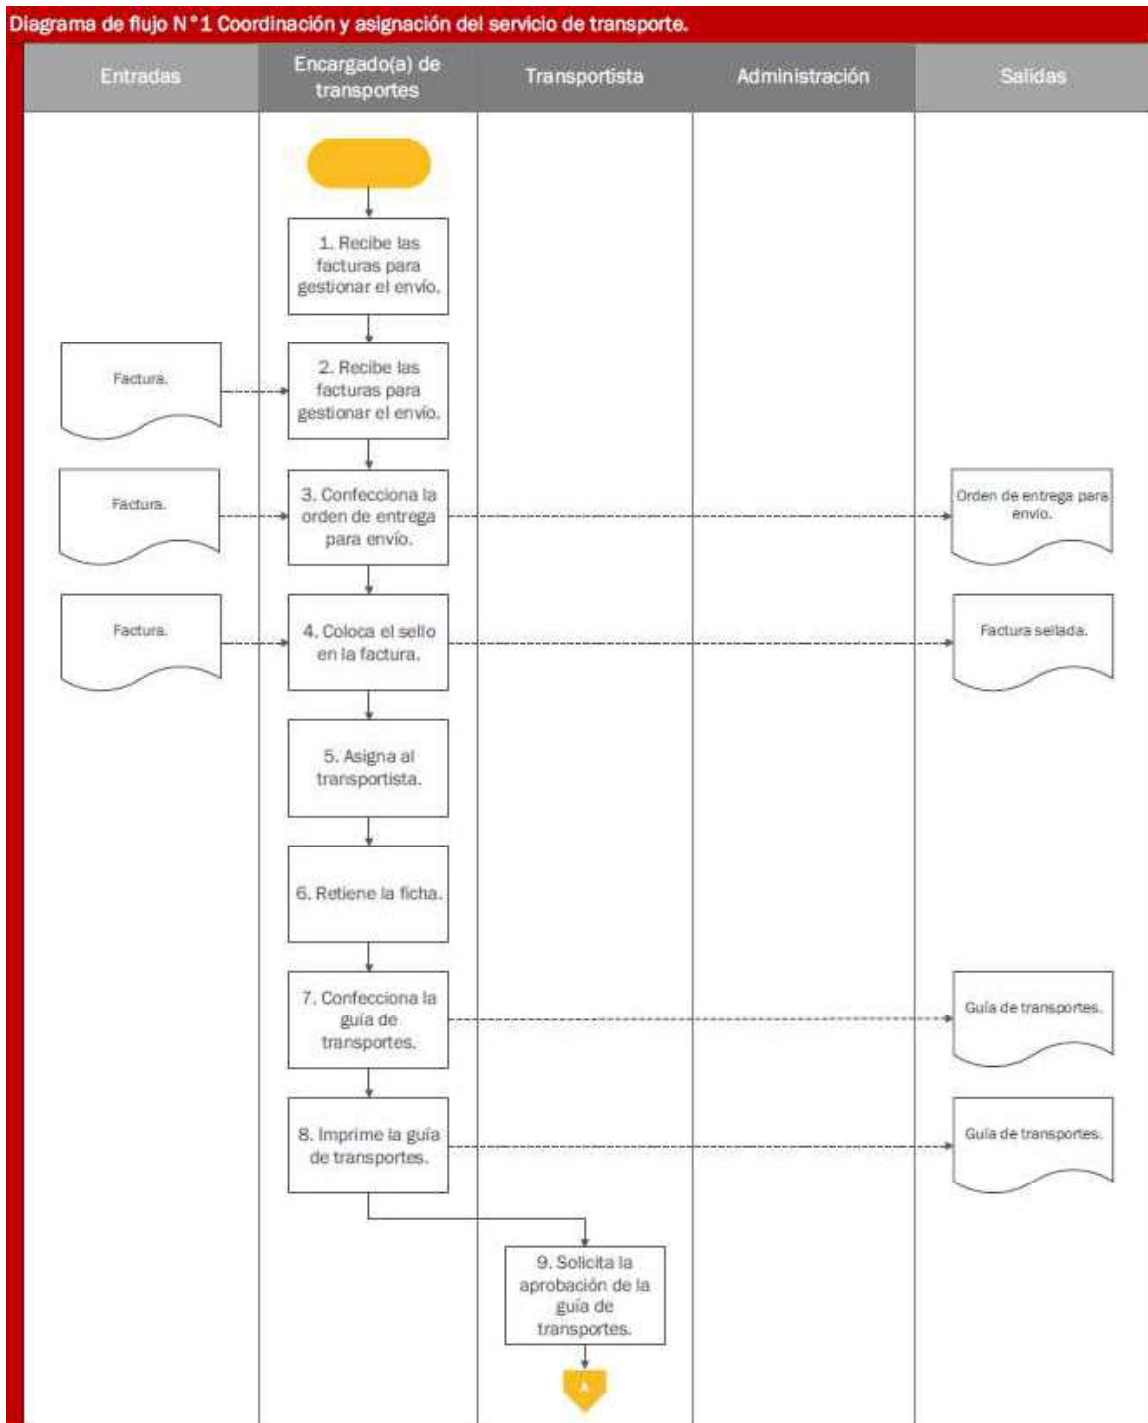 Diagrama de flujo N°1 Coordinación y asignación del servicio de transporte.
Entradas
Encargado(a) de
transportes
Transportista
Administración
Salidas
1. Recibe las
facturas para
gestionar el envío.
Factura.
2. Recibe las
facturas para
gestionar el envío.
Factura.
3. Confecciona la
orden de entrega
para envío.
Orden de entrega para
envío.
Factura.
4. Coloca el sello
en la factura.
Factura sellada.
5. Asigna al
transportista.
6. Retiene la ficha.
7. Confecciona la
guía de
transportes.
Guía de transportes.
8. Imprime la guía
de transportes.
Guía de transportes.
9. Solicita la
aprobación de la
guía de
transportes.
A